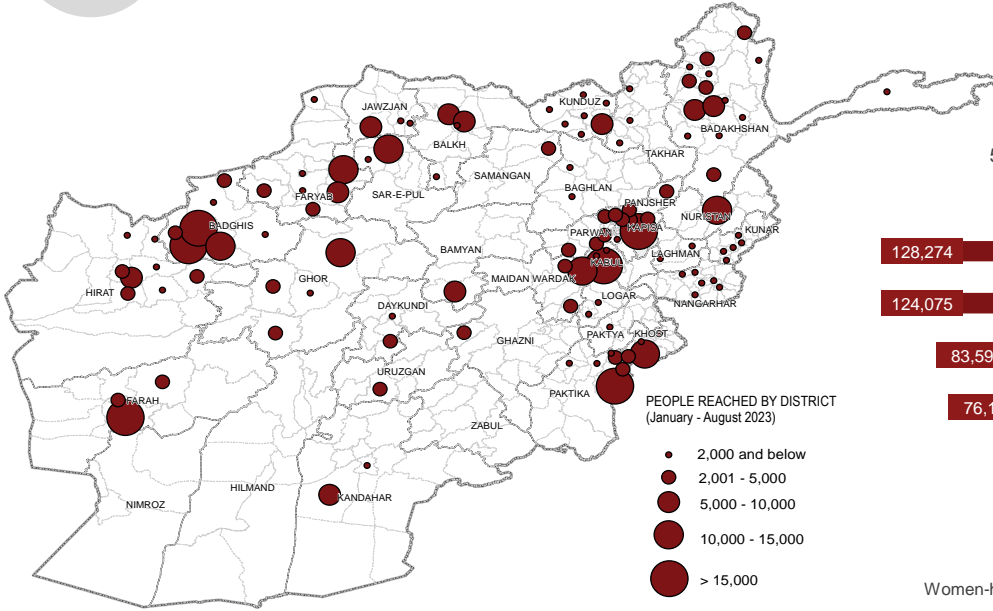 JAWZJAN
KUNDUZ
BALKH
BADAKHSHAN
TAKHAR
SAMANGAN
BAGHLAN
FARYAB
SAR-E-PUL
PANJSHER
NURISTAN
BADGHIS
PARWAN
KAPISA
KUNAR
BAMYAN
LAGHMAN
KABUL
MAIDAN WARDAK
HIRAT
GHOR
LOGAR
NANGARHAR
DAYKUNDI
PAKTYA
KHOST
GHAZNI
URUZGAN
PAKTIKA
FARAH
ZABUL
HILMAND
KANDAHAR
NIMROZ
PEOPLE REACHED BY DISTRICT
(January - August 2023)
2,000 and below
2,001 - 5,000
5,000 - 10,000
10,000 - 15,000
> 15,000
5
128,274
124,075
83,59
76,1
Women-h